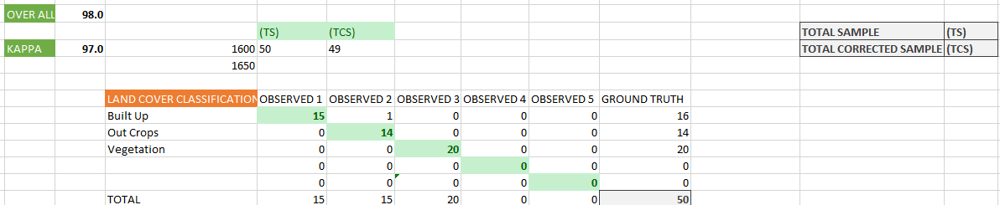 OVER ALL 98.0
(TS) (TCS) TOTAL SAMPLE (TS)
KAPPA 97.0 1600 50 49 TOTAL CORRECTED SAMPLE (TCS)
1650
LAND COVER CLASSIFICATION OBSERVED 1 OBSERVED 2 OBSERVED 3 OBSERVED 4 OBSERVED 5 GROUND TRUTH
Built Up 15 1 0 0 0 16
Out Crops 0 14 0 0 0 14
Vegetation 0 0 20 0 0 20
0 0 0 0 0 0
0 0 0 0 0 0
TOTAL 15 15 20 0 0 50